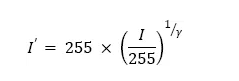 I' = 255 × (I/255)^{1/γ}